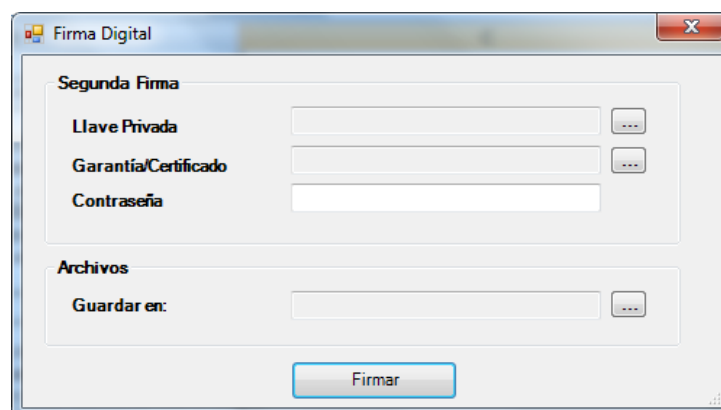 Firma Digital
Segunda Firma
Llave Privada
...
Garantía/Certificado
...
Contraseña
Archivos
Guardar en:
...
Firmar